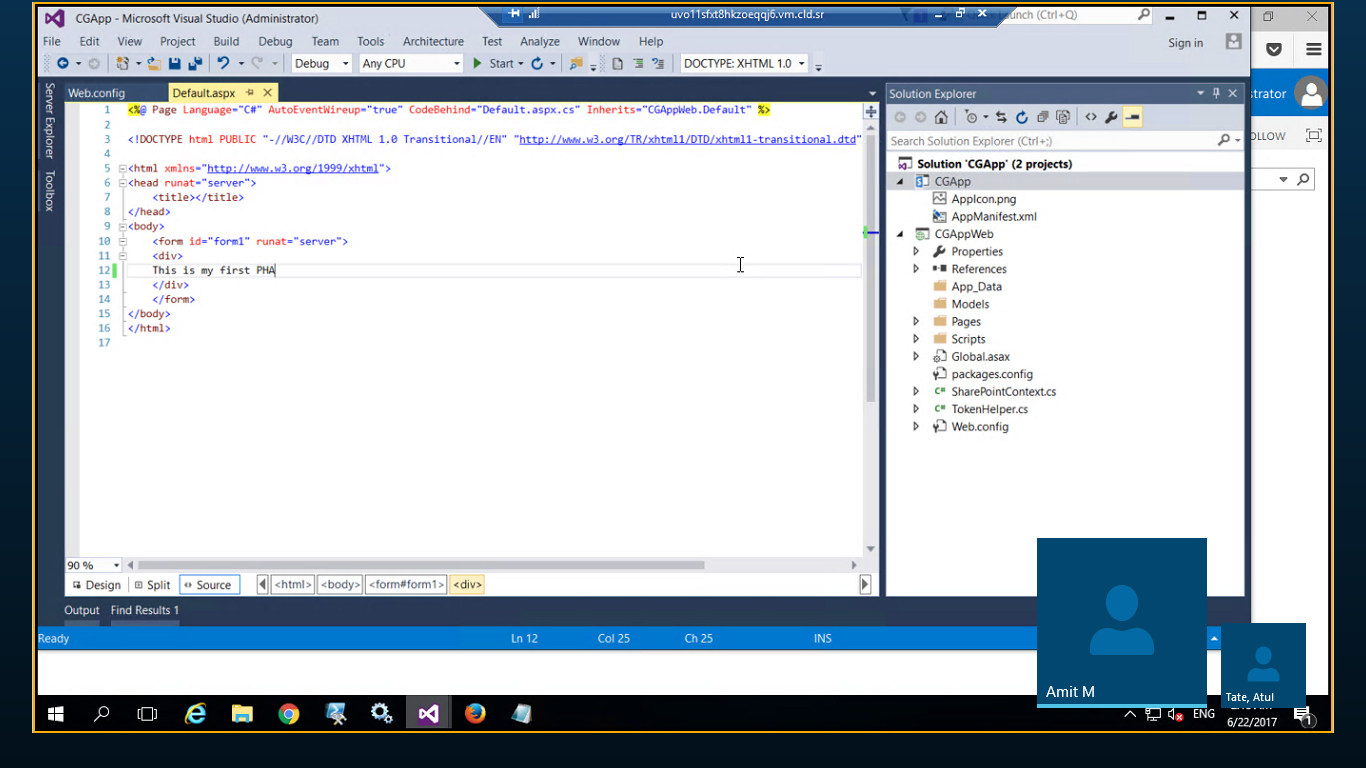 CGApp - Microsoft Visual Studio (Administrator)
uvo11sfxt8hkzoeqqj6.vm.cld.sr
Launch (Ctrl+Q)
File Edit View Project Build Debug Team Tools Architecture Test Analyze Window Help
Sign in
Debug Any CPU Start DOCTYPE: XHTML 1.0
strator
OLLOW
Server Explorer
Toolbox
Web.config Default.aspx
1 <%@ Page Language="C#" AutoEventWireup="true" CodeBehind="Default.aspx.cs" Inherits="CGAppWeb.Default" %>
2
3 <!DOCTYPE html PUBLIC "-//W3C//DTD XHTML 1.0 Transitional//EN" "http://www.w3.org/TR/xhtml1/DTD/xhtml1-transitional.dtd"
4
5 <html xmlns="http://www.w3.org/1999/xhtml">
6 <head runat="server">
7 <title></title>
8 </head>
9 <body>
10 <form id="form1" runat="server">
11 <div>
12 This is my first PHA
13 </div>
14 </form>
15 </body>
16 </html>
17
90 %
Design Split Source <html> <body> <form#form1> <div>
Output Find Results 1
Ready Ln 12 Col 25 Ch 25 INS
Solution Explorer
Search Solution Explorer (Ctrl+;)
Solution 'CGApp' (2 projects)
CGApp
AppIcon.png
AppManifest.xml
CGAppWeb
Properties
References
App_Data
Models
Pages
Scripts
Global.asax
packages.config
C# SharePointContext.cs
C# TokenHelper.cs
Web.config
Amit M
Tate, Atul
ENG
6/22/2017
1